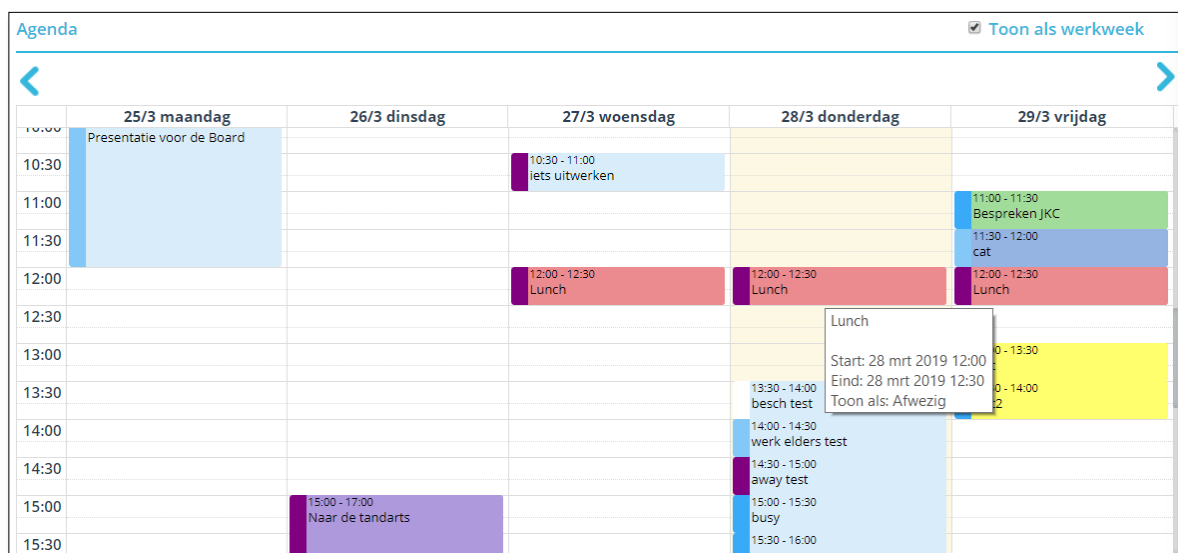 Agenda
Toon als werkweek
25/3 maandag
26/3 dinsdag
27/3 woensdag
28/3 donderdag
29/3 vrijdag
Presentatie voor de Board
10:30
10:30 - 11:00
iets uitwerken
11:00
11:00 - 11:30
Bespreken JKC
11:30
11:30 - 12:00
cat
12:00
12:00 - 12:30
Lunch
12:00 - 12:30
Lunch
12:00 - 12:30
Lunch
12:30
Lunch
Start: 28 mrt 2019 12:00
Eind: 28 mrt 2019 12:30
Toon als: Afwezig
13:00
- 13:30
13:30
13:30 - 14:00
besch test
- 14:00
14:00
14:00 - 14:30
werk elders test
14:30
14:30 - 15:00
away test
15:00
15:00 - 17:00
Naar de tandarts
15:00 - 15:30
busy
15:30
15:30 - 16:00